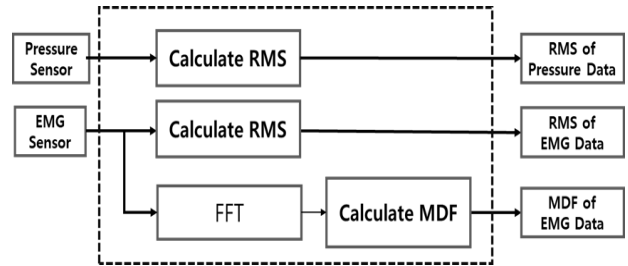 Pressure
Sensor
Calculate RMS
RMS of
Pressure Data
EMG
Sensor
Calculate RMS
RMS of
EMG Data
FFT
Calculate MDF
MDF of
EMG Data